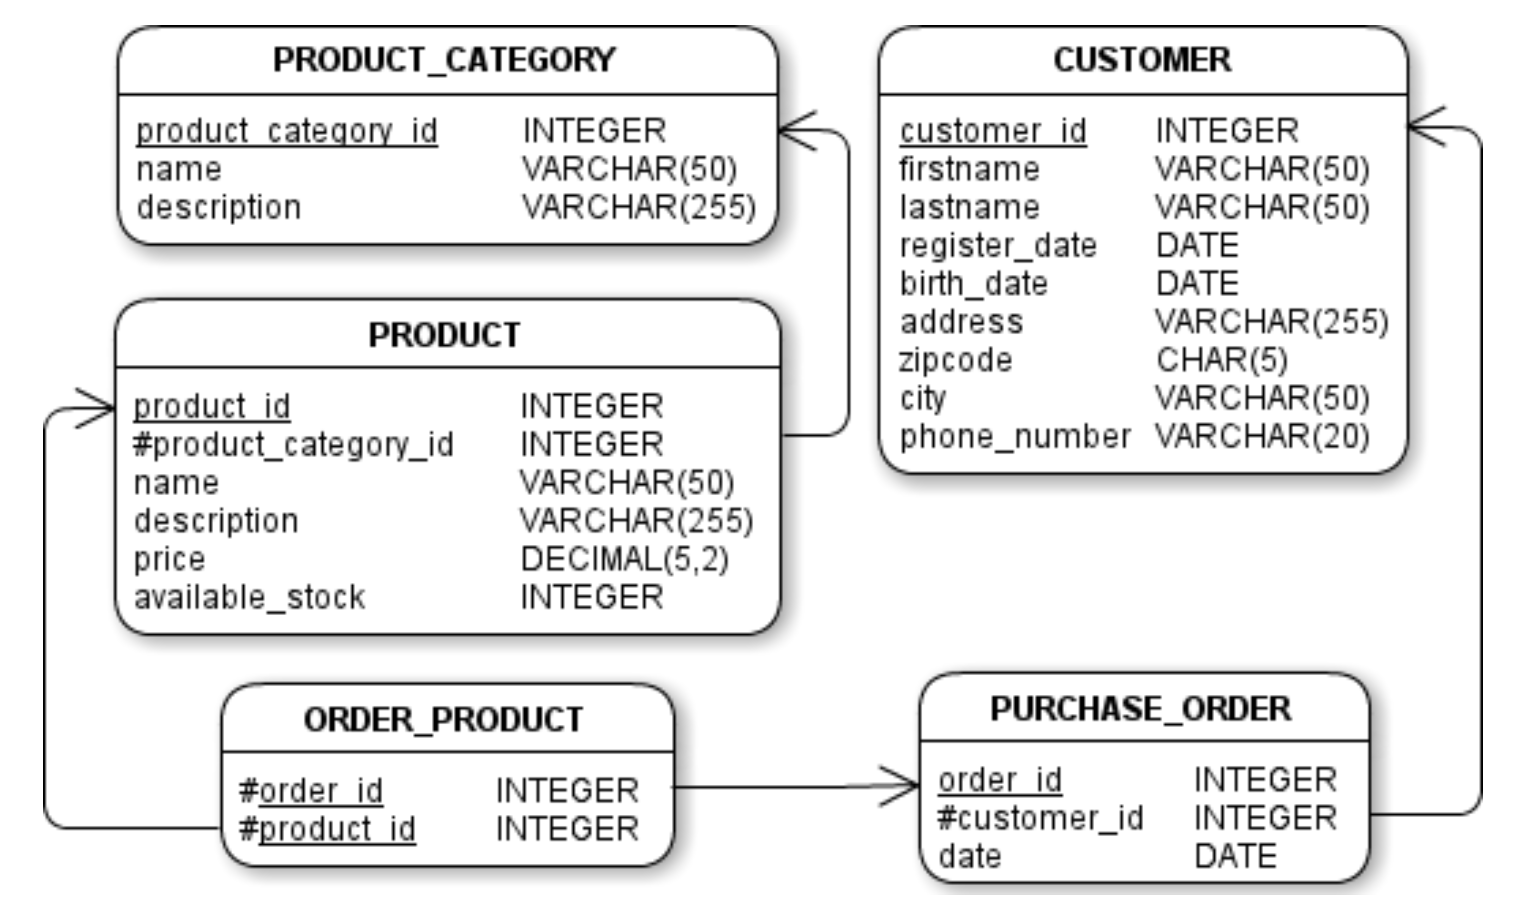 PRODUCT_CATEGORY
product_category_id INTEGER
name VARCHAR(50)
description VARCHAR(255)
CUSTOMER
customer_id INTEGER
firstname VARCHAR(50)
lastname VARCHAR(50)
register_date DATE
birth_date DATE
address VARCHAR(255)
zipcode CHAR(5)
city VARCHAR(50)
phone_number VARCHAR(20)
PRODUCT
product_id INTEGER
#product_category_id INTEGER
name VARCHAR(50)
description VARCHAR(255)
price DECIMAL(5,2)
available_stock INTEGER
ORDER_PRODUCT
#order_id INTEGER
#product_id INTEGER
PURCHASE_ORDER
order_id INTEGER
#customer_id INTEGER
date DATE